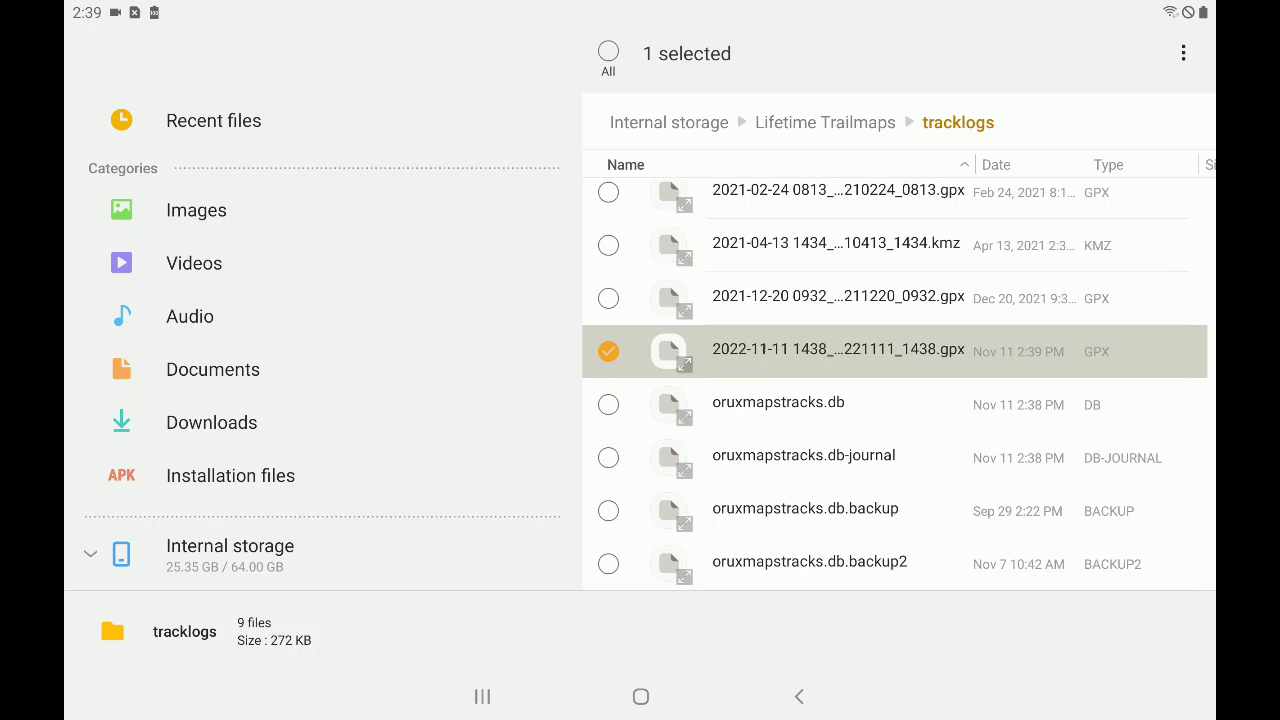 2:39
All
1 selected
Recent files
Categories
Images
Videos
Audio
Documents
Downloads
APK Installation files
Internal storage
25.35 GB / 64.00 GB
Internal storage Lifetime Trailmaps tracklogs
Name Date Type Si
2021-02-24 0813_...210224_0813.gpx Feb 24, 2021 8:1... GPX
2021-04-13 1434_...10413_1434.kmz Apr 13, 2021 2:3... KMZ
2021-12-20 0932_...211220_0932.gpx Dec 20, 2021 9:3... GPX
2022-11-11 1438_...221111_1438.gpx Nov 11 2:39 PM GPX
oruxmapstracks.db Nov 11 2:38 PM DB
oruxmapstracks.db-journal Nov 11 2:38 PM DB-JOURNAL
oruxmapstracks.db.backup Sep 29 2:22 PM BACKUP
oruxmapstracks.db.backup2 Nov 7 10:42 AM BACKUP2
tracklogs
9 files
Size : 272 KB